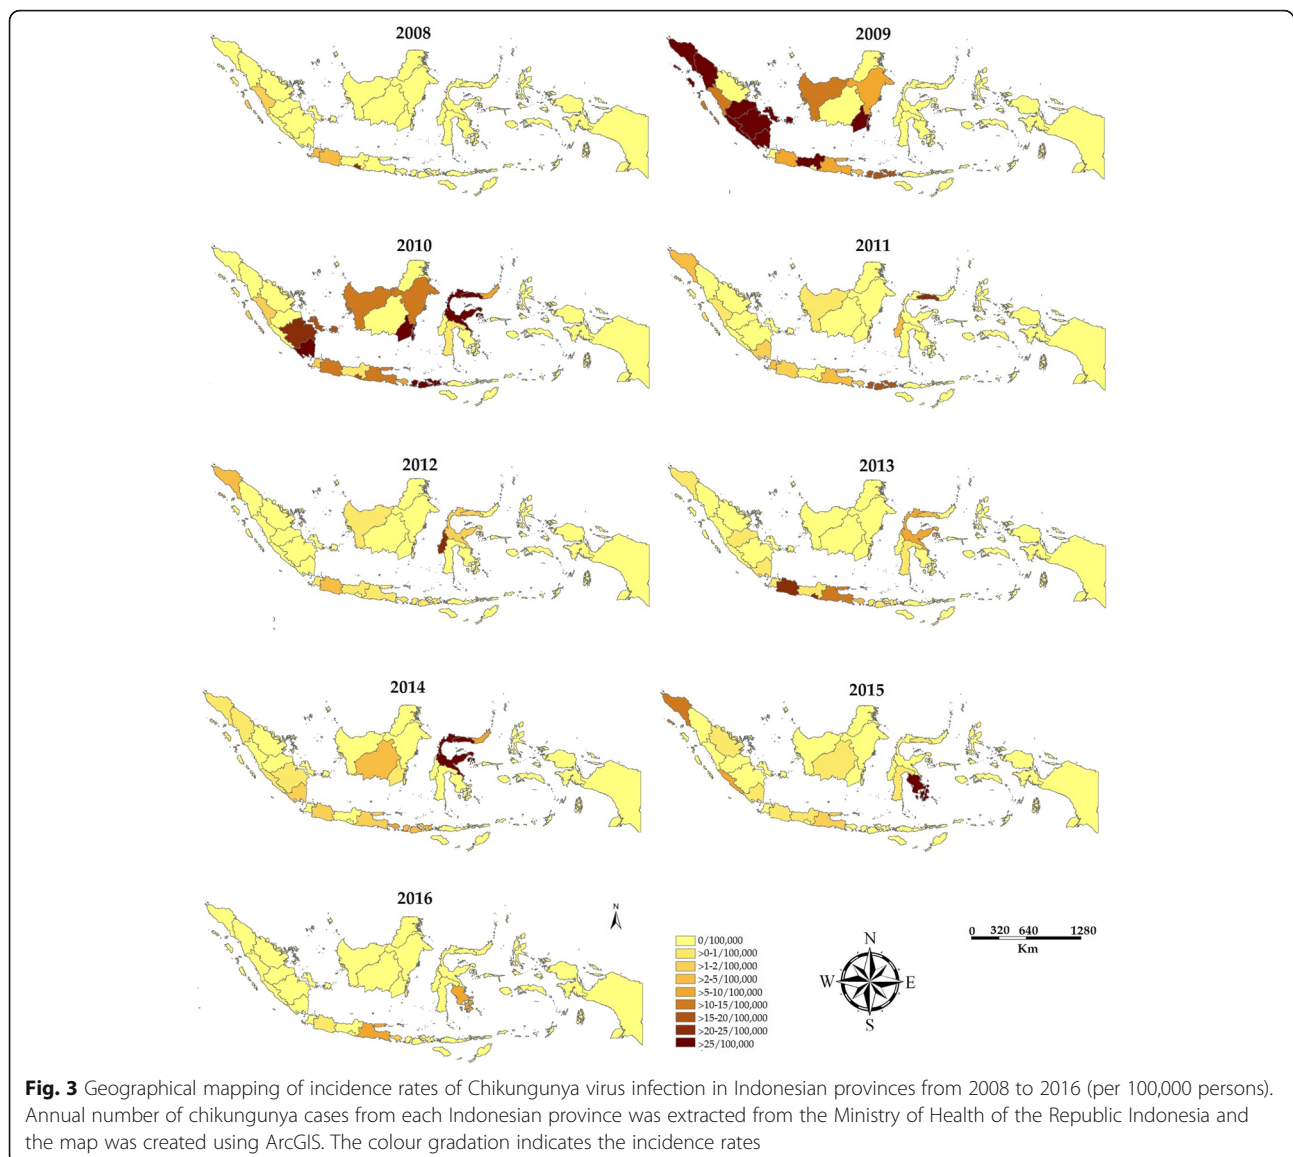 2008
2009
2010
2011
2012
2013
2014
2015
2016
N
0/100,000
>0-1/100,000
>1-2/100,000
>2-5/100,000
>5-10/100,000
>10-15/100,000
>15-20/100,000
>20-25/100,000
>25/100,000
N
W E
S
0 320 640 1280
Km
Fig. 3 Geographical mapping of incidence rates of Chikungunya virus infection in Indonesian provinces from 2008 to 2016 (per 100,000 persons).
Annual number of chikungunya cases from each Indonesian province was extracted from the Ministry of Health of the Republic Indonesia and
the map was created using ArcGIS. The colour gradation indicates the incidence rates